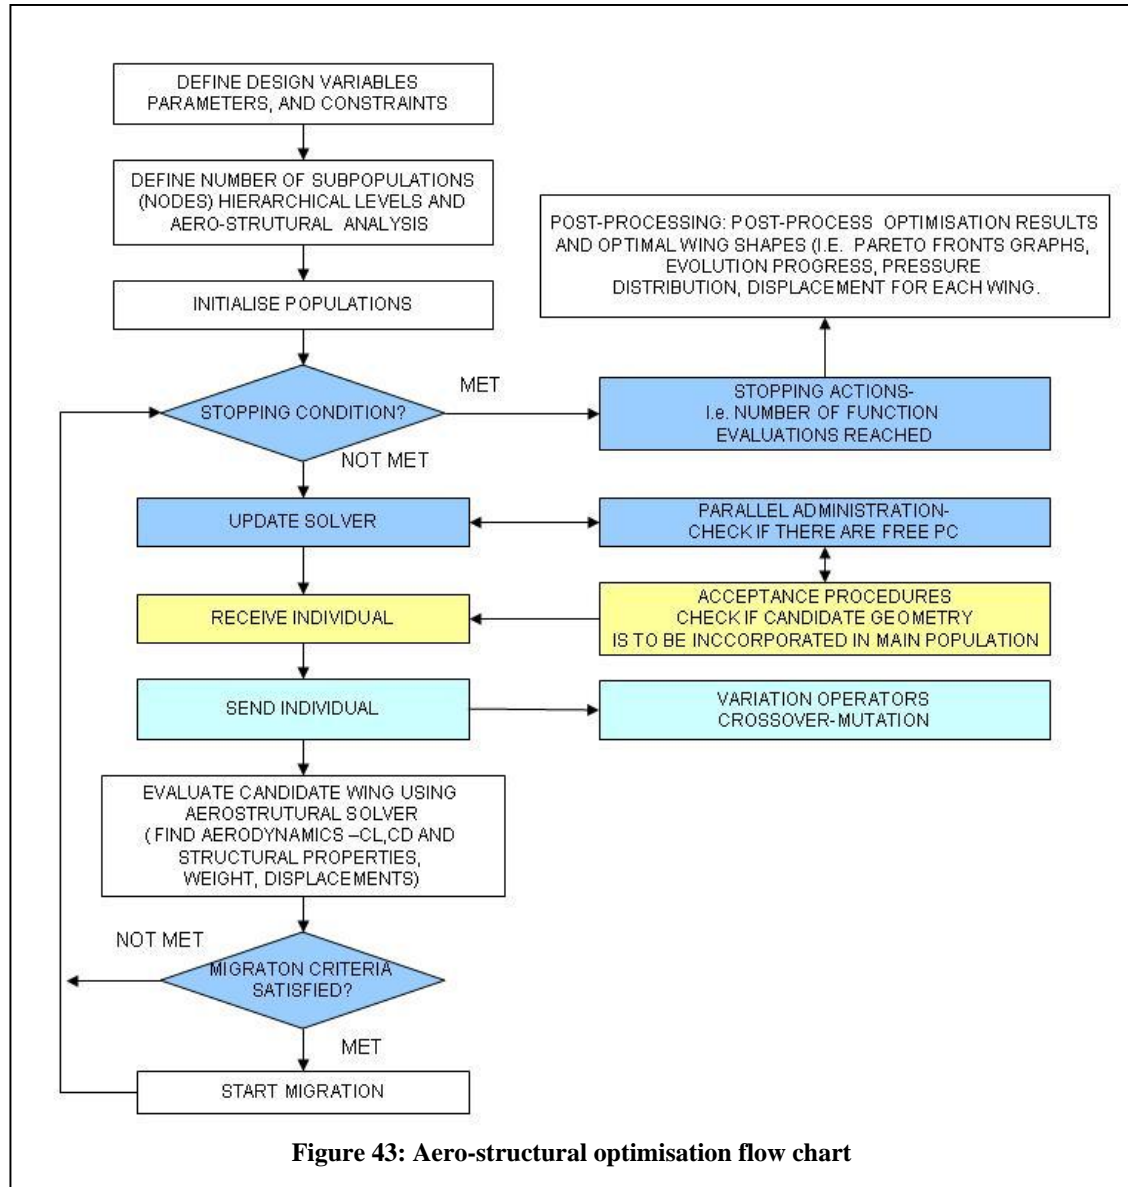 DEFINE DESIGN VARIABLES
PARAMETERS, AND CONSTRAINTS
DEFINE NUMBER OF SUBPOPULATIONS
(NODES) HIERARCHICAL LEVELS AND
AERO-STRUTURAL ANALYSIS
POST-PROCESSING: POST-PROCESS OPTIMISATION RESULTS
AND OPTIMAL WING SHAPES (I.E. PARETO FRONTS GRAPHS,
EVOLUTION PROGRESS, PRESSURE
DISTRIBUTION, DISPLACEMENT FOR EACH WING.
INITIALISE POPULATIONS
STOPPING CONDITION?
MET
STOPPING ACTIONS-
I.e. NUMBER OF FUNCTION
EVALUATIONS REACHED
NOT MET
UPDATE SOLVER
PARALLEL ADMINISTRATION-
CHECK IF THERE ARE FREE PC
RECEIVE INDIVIDUAL
ACCEPTANCE PROCEDURES
CHECK IF CANDIDATE GEOMETRY
IS TO BE INCCORPORATED IN MAIN POPULATION
SEND INDIVIDUAL
VARIATION OPERATORS
CROSSOVER-MUTATION
EVALUATE CANDIDATE WING USING
AEROSTRUTURAL SOLVER
( FIND AERODYNAMICS –CL,CD AND
STRUCTURAL PROPERTIES,
WEIGHT, DISPLACEMENTS)
NOT MET
MIGRATON CRITERIA
SATISFIED?
MET
START MIGRATION
Figure 43: Aero-structural optimisation flow chart